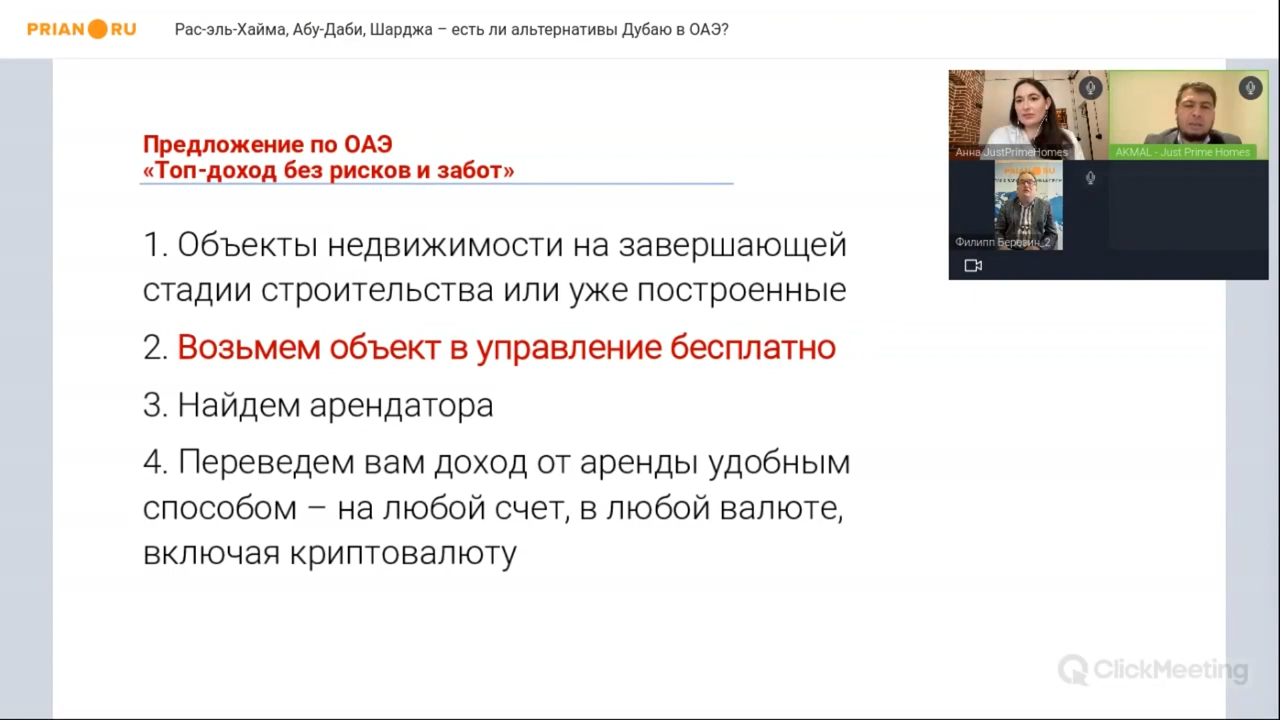 PRIAN RU
Рас-эль-Хайма, Абу-Даби, Шарджа – есть ли альтернативы Дубаю в ОАЭ?
Предложение по ОАЭ
«Топ-доход без рисков и забот»
1. Объекты недвижимости на завершающей
стадии строительства или уже построенные
2. Возьмем объект в управление бесплатно
3. Найдем арендатора
4. Переведем вам доход от аренды удобным
способом – на любой счет, в любой валюте,
включая криптовалюту
Анна JustPrimeHomes
AKMAL - Just Prime Homes
Филипп Березин_2
ClickMeeting